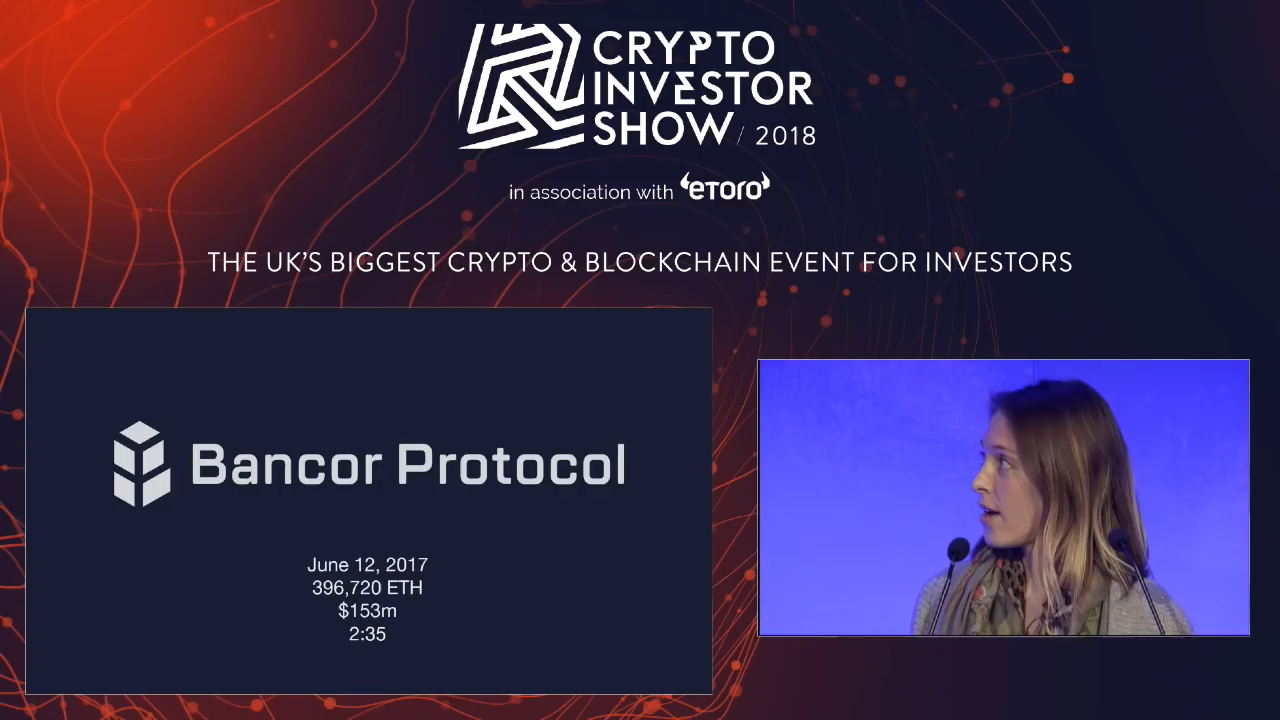 CRYPTO
INVESTOR
SHOW / 2018
in association with eTORO
THE UK'S BIGGEST CRYPTO & BLOCKCHAIN EVENT FOR INVESTORS
Bancor Protocol
June 12, 2017
396,720 ETH
$153m
2:35